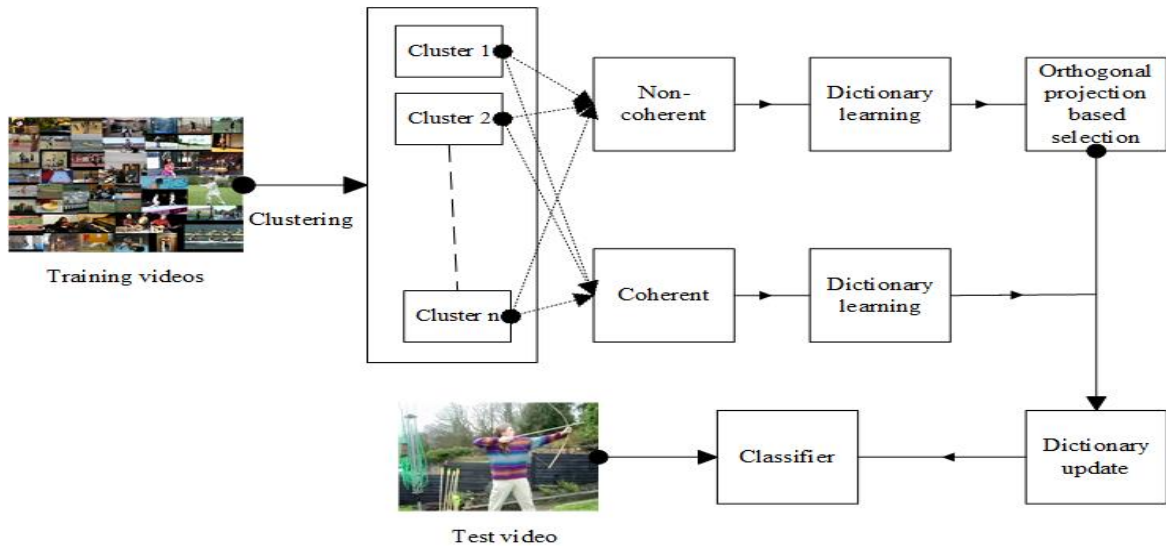 Cluster 1
Cluster 2
Cluster n
Clustering
Training videos
Non-
coherent
Dictionary
learning
Orthogonal
projection
based
selection
Coherent
Dictionary
learning
Test video
Classifier
Dictionary
update